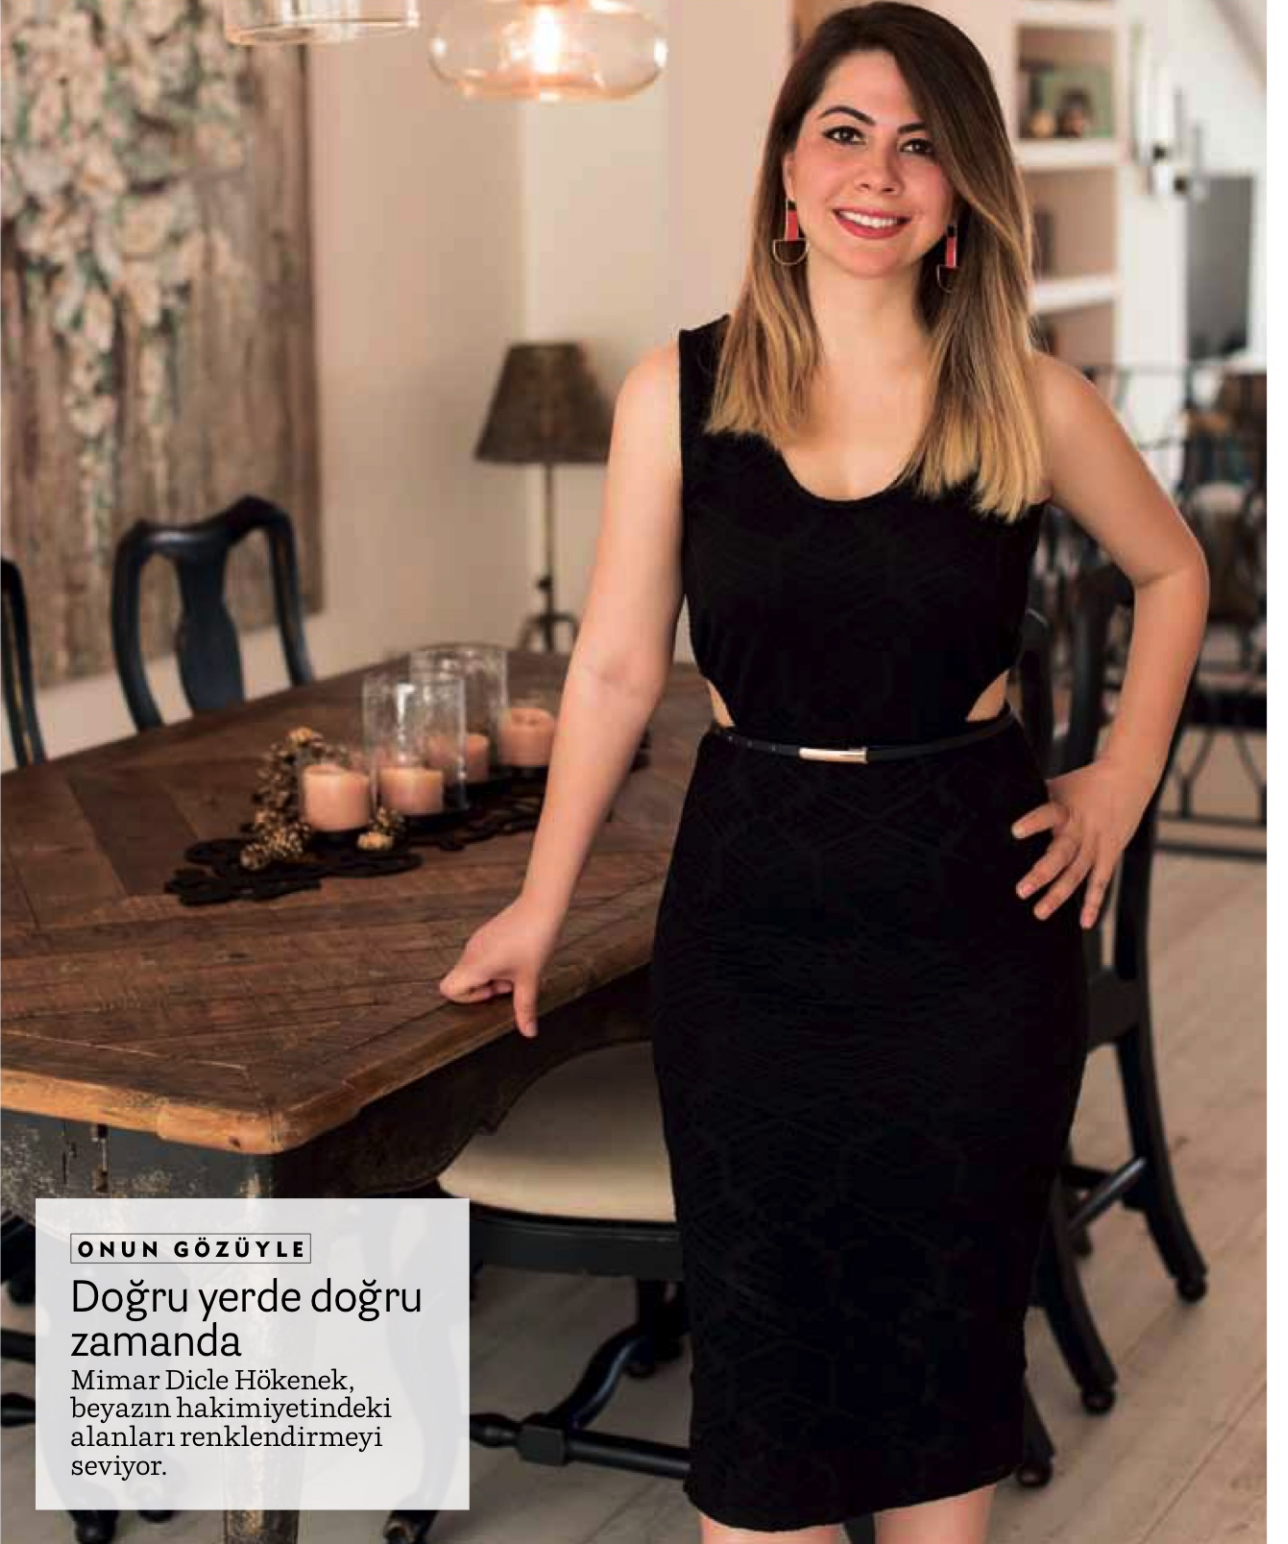 ONUN GÖZÜYLE
Doğru yerde doğru
zamanda
Mimar Dicle Hökenek,
beyazın hakimiyetindeki
alanları renklendirmeyi
seviyor.